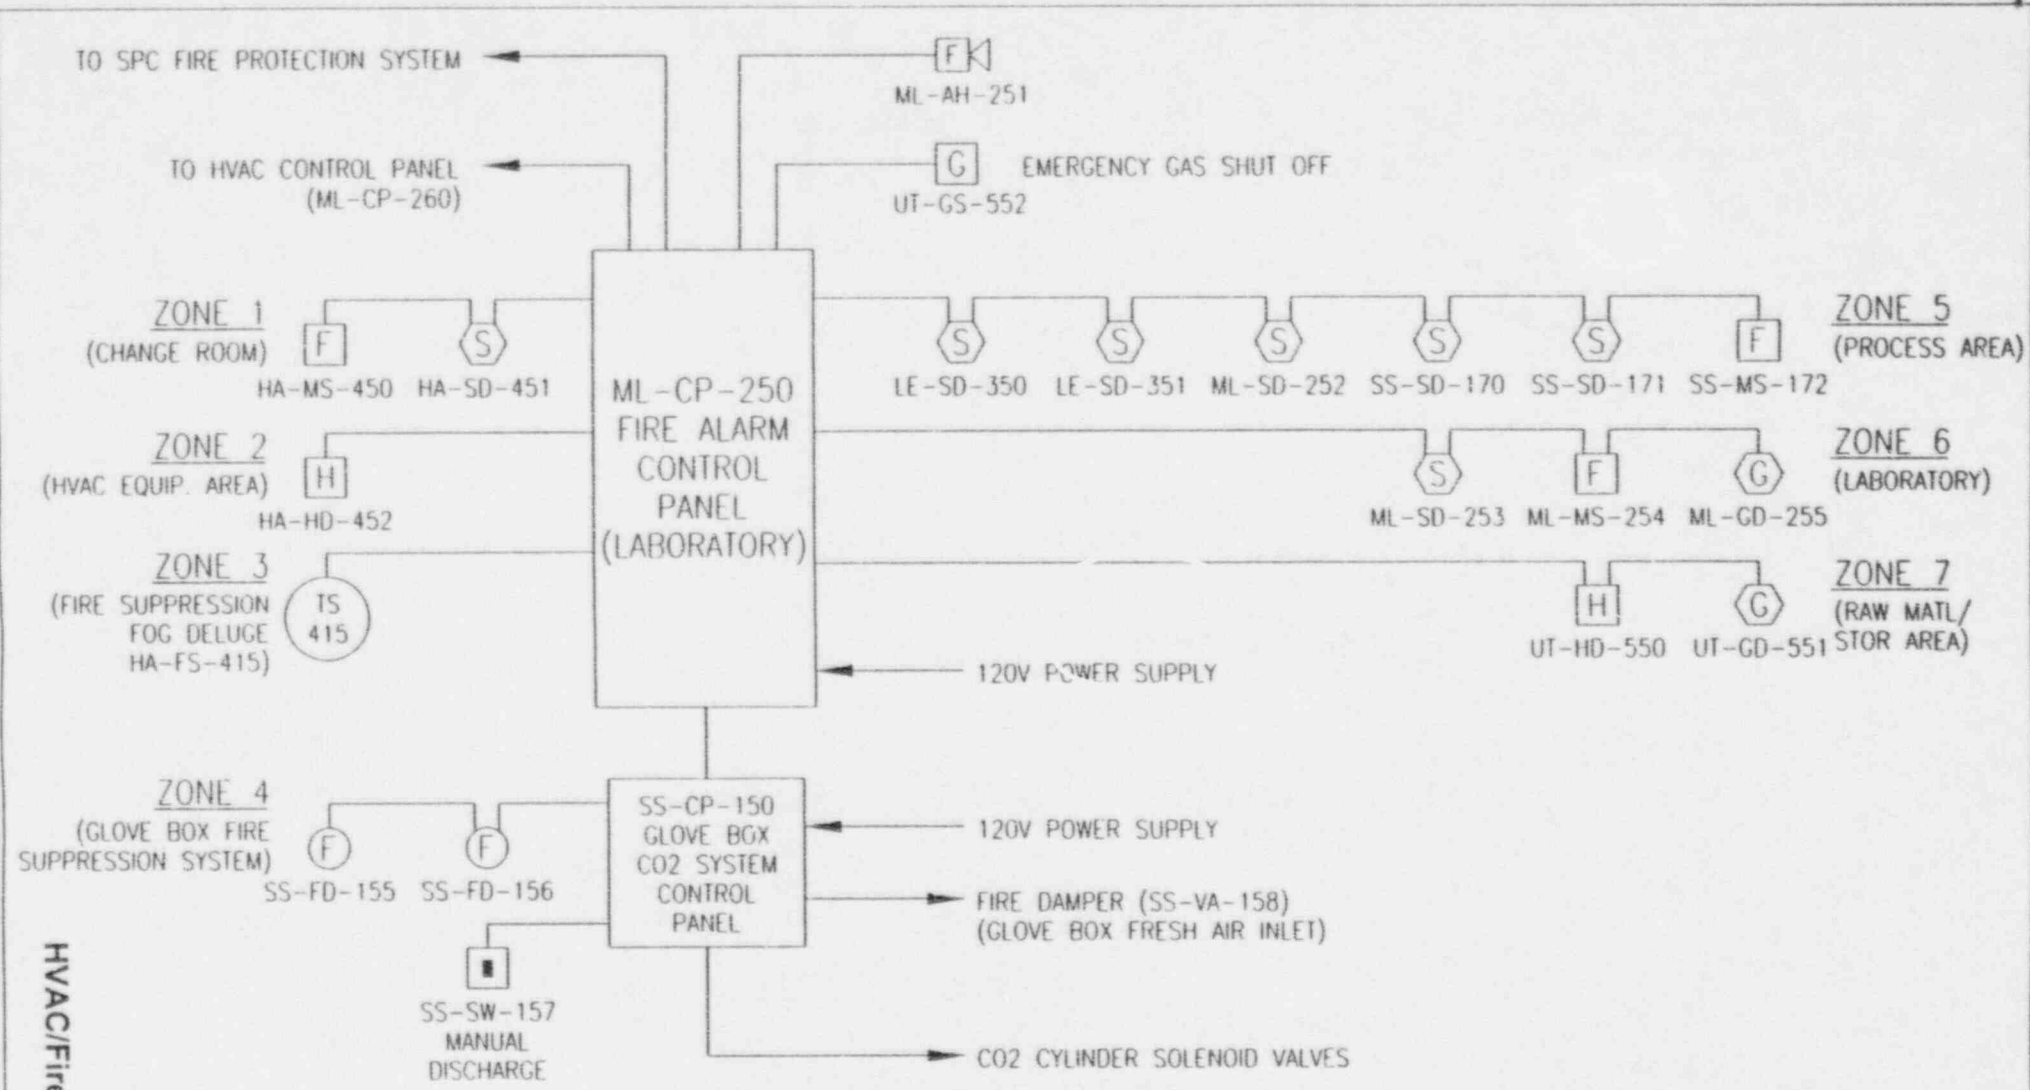 TO SPC FIRE PROTECTION SYSTEM
F
ML-AH-251
TO HVAC CONTROL PANEL
(ML-CP-260)
G
EMERGENCY GAS SHUT OFF
UT-GS-552
ZONE 1
(CHANGE ROOM)
F
S
HA-MS-450
HA-SD-451
ZONE 2
(HVAC EQUIP. AREA)
H
HA-HD-452
ZONE 3
(FIRE SUPPRESSION
FOG DELUGE
HA-FS-415)
TS
415
ML-CP-250
FIRE ALARM
CONTROL
PANEL
(LABORATORY)
S
S
S
S
S
F
LE-SD-350
LE-SD-351
ML-SD-252
SS-SD-170
SS-SD-171
SS-MS-172
ZONE 5
(PROCESS AREA)
S
F
G
ML-SD-253
ML-MS-254
ML-GD-255
ZONE 6
(LABORATORY)
H
G
UT-HD-550
UT-GD-551
ZONE 7
(RAW MATL/
STOR AREA)
120V POWER SUPPLY
ZONE 4
(GLOVE BOX FIRE
SUPPRESSION SYSTEM)
F
F
SS-FD-155
SS-FD-156
SS-CP-150
GLOVE BOX
CO2 SYSTEM
CONTROL
PANEL
120V POWER SUPPLY
FIRE DAMPER (SS-VA-158)
(GLOVE BOX FRESH AIR INLET)
SS-SW-157
MANUAL
DISCHARGE
CO2 CYLINDER SOLENOID VALVES
HVAC/Fire